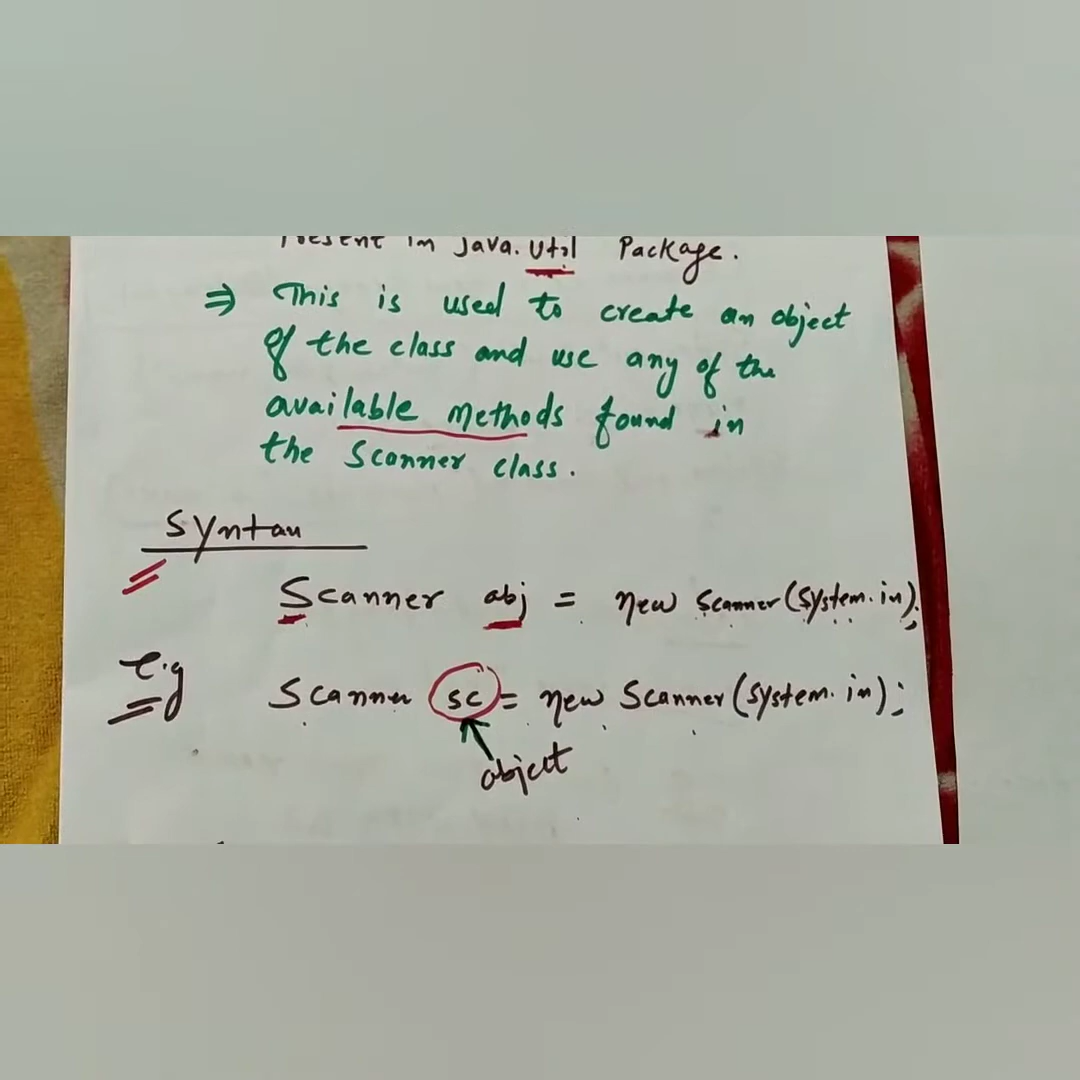 Present in Java.util Package.
⇒ This is used to create an object
of the class and use any of the
available methods found in
the Scanner class.
Syntax
Scanner obj = new Scanner(System.in);
e.g
Scanner sc = new Scanner(System.in);
object